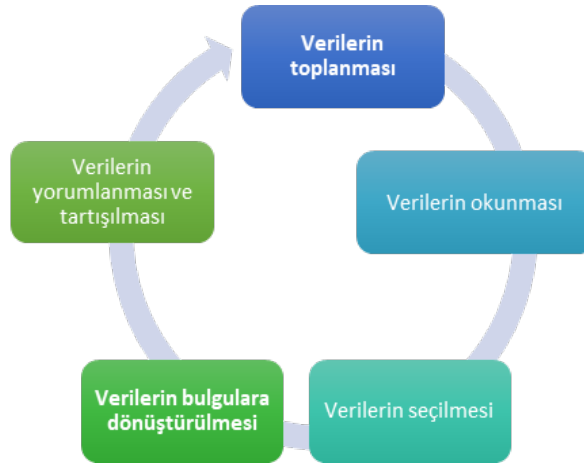 Verilerin
toplanması
Verilerin okunması
Verilerin seçilmesi
Verilerin bulgulara
dönüştürülmesi
Verilerin
yorumlanması ve
tartışılması